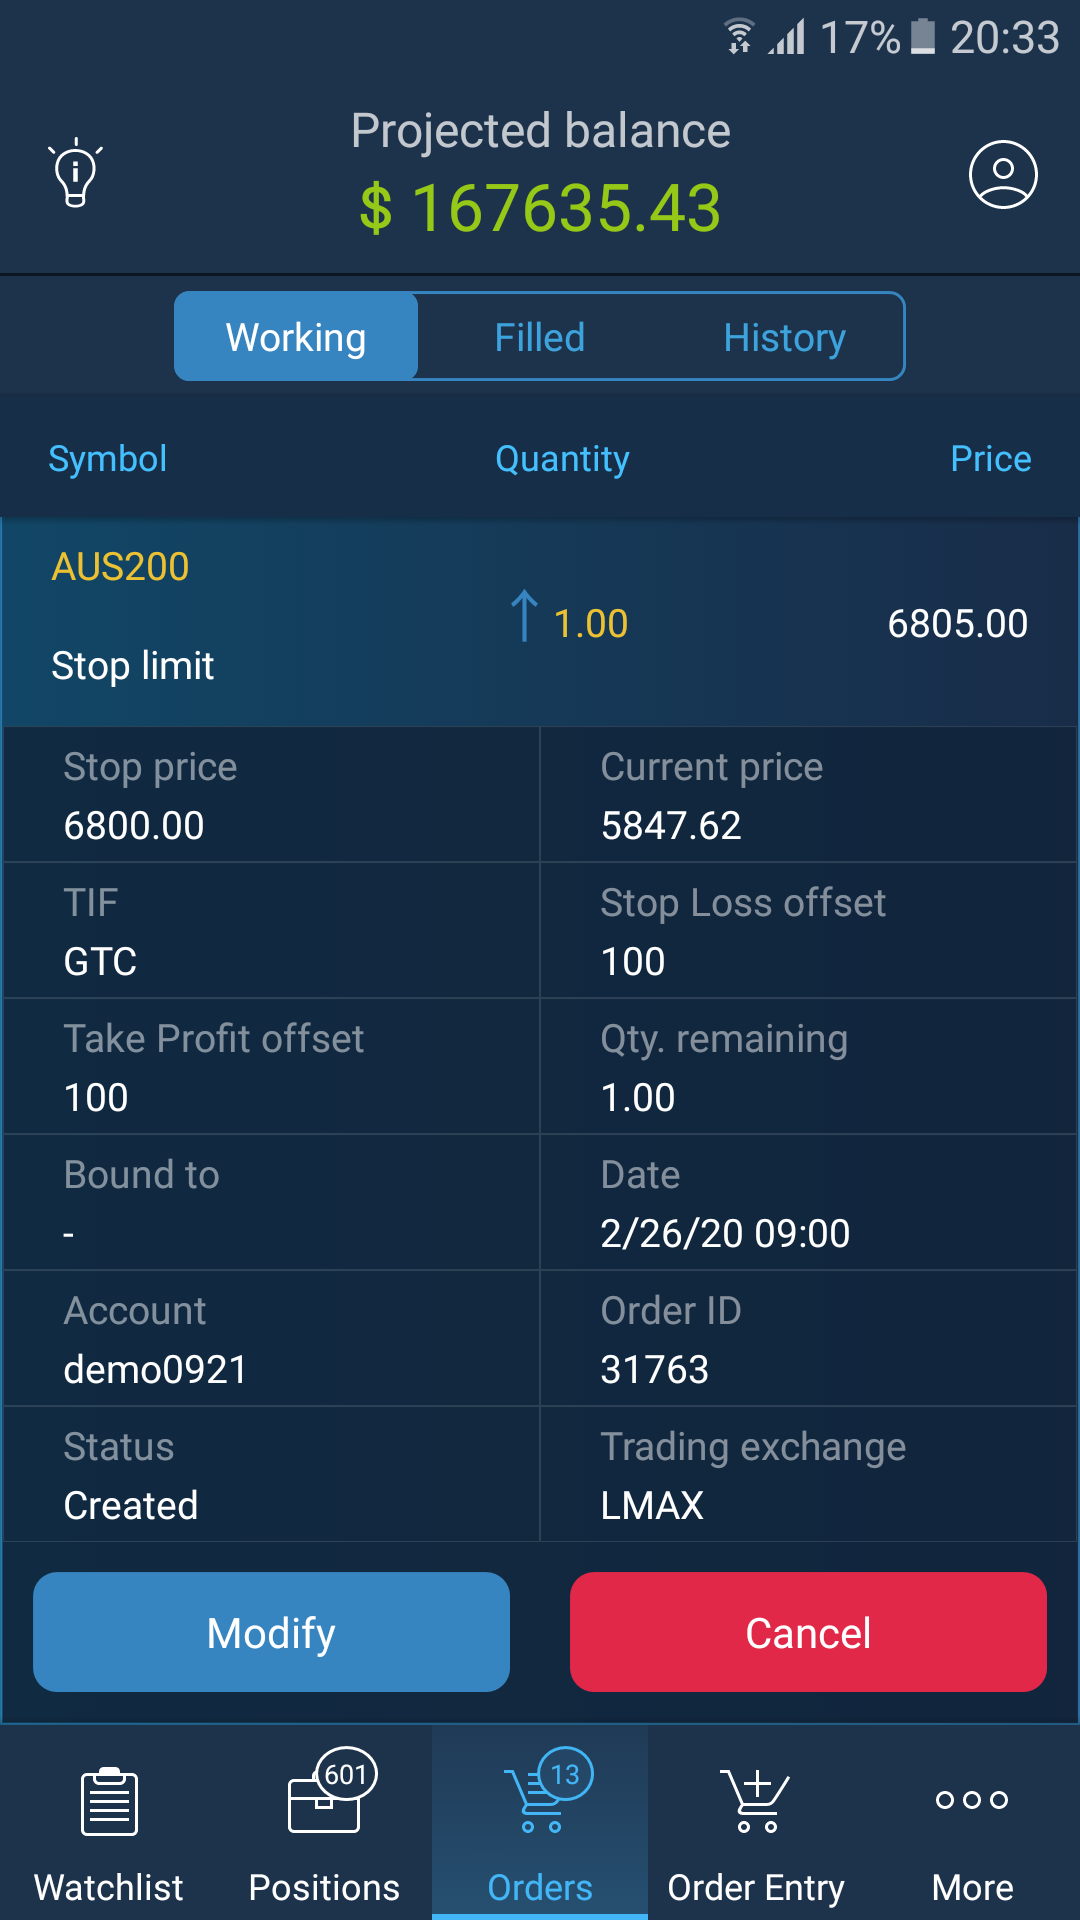 17% 20:33
Projected balance
$ 167635.43
Working Filled History
Symbol Quantity Price
AUS200
1.00 6805.00
Stop limit
Stop price Current price
6800.00 5847.62
TIF Stop Loss offset
GTC 100
Take Profit offset Qty. remaining
100 1.00
Bound to Date
- 2/26/20 09:00
Account Order ID
demo0921 31763
Status Trading exchange
Created LMAX
Modify Cancel
601 13
Watchlist Positions Orders Order Entry More